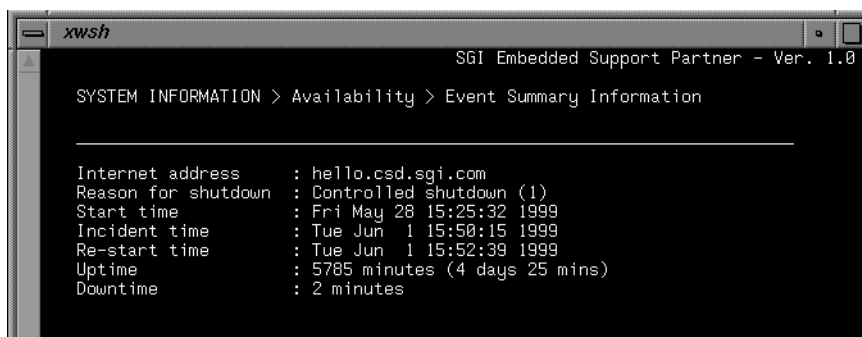 xwsh
SGI Embedded Support Partner - Ver. 1.0
SYSTEM INFORMATION > Availability > Event Summary Information
Internet address : hello.csd.sgi.com
Reason for shutdown : Controlled shutdown (1)
Start time : Fri May 28 15:25:32 1999
Incident time : Tue Jun 1 15:50:15 1999
Re-start time : Tue Jun 1 15:52:39 1999
Uptime : 5785 minutes (4 days 25 mins)
Downtime : 2 minutes